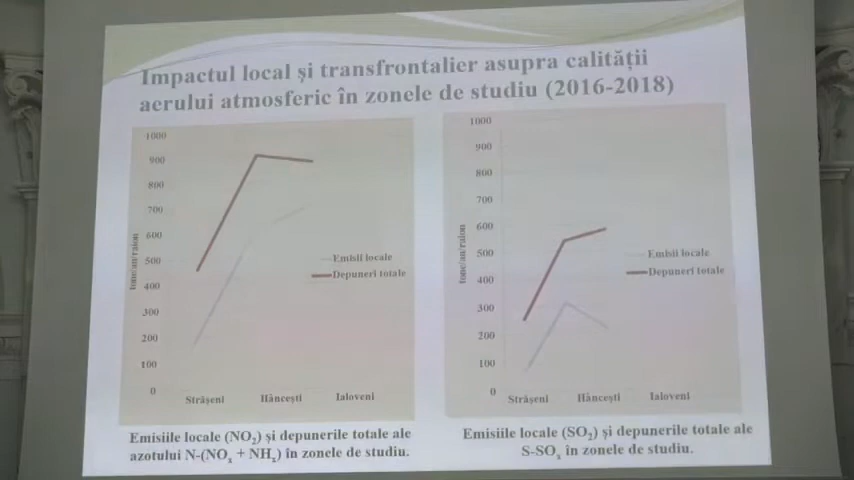 Impactul local și transfrontalier asupra calității
aerului atmosferic în zonele de studiu (2016-2018)
1000
900
800
700
600
500
400
300
200
100
0
tone/an/raion
Strășeni Hâncești Ialoveni
Emisii locale
Depuneri totale
Emisiile locale (NO₂) și depunerile totale ale
azotului N-(NOₓ + NHₓ) în zonele de studiu.
1000
900
800
700
600
500
400
300
200
100
0
tone/an/raion
Strășeni Hâncești Ialoveni
Emisii locale
Depuneri totale
Emisiile locale (SO₂) și depunerile totale ale
S-SOₓ în zonele de studiu.